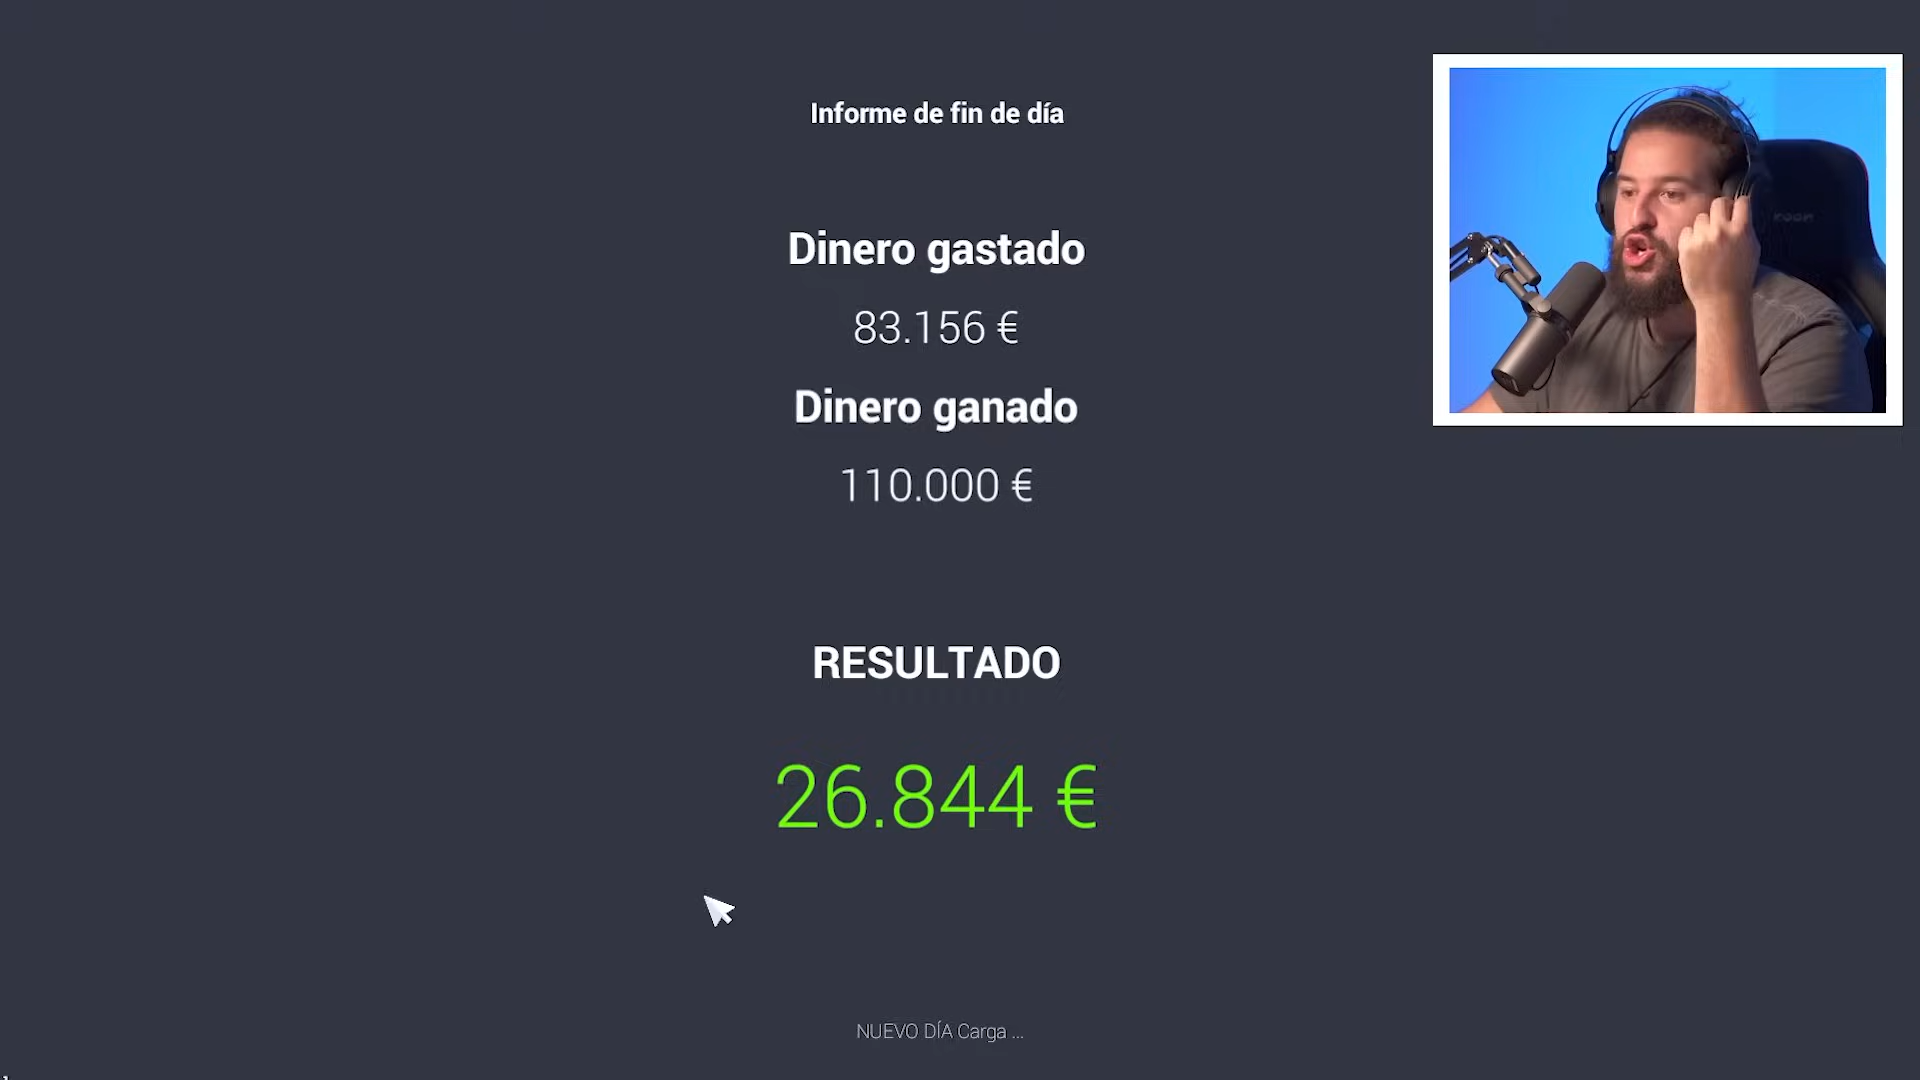 Informe de fin de día
Dinero gastado
83.156 €
Dinero ganado
110.000 €
RESULTADO
26.844 €
NUEVO DÍA Carga ...